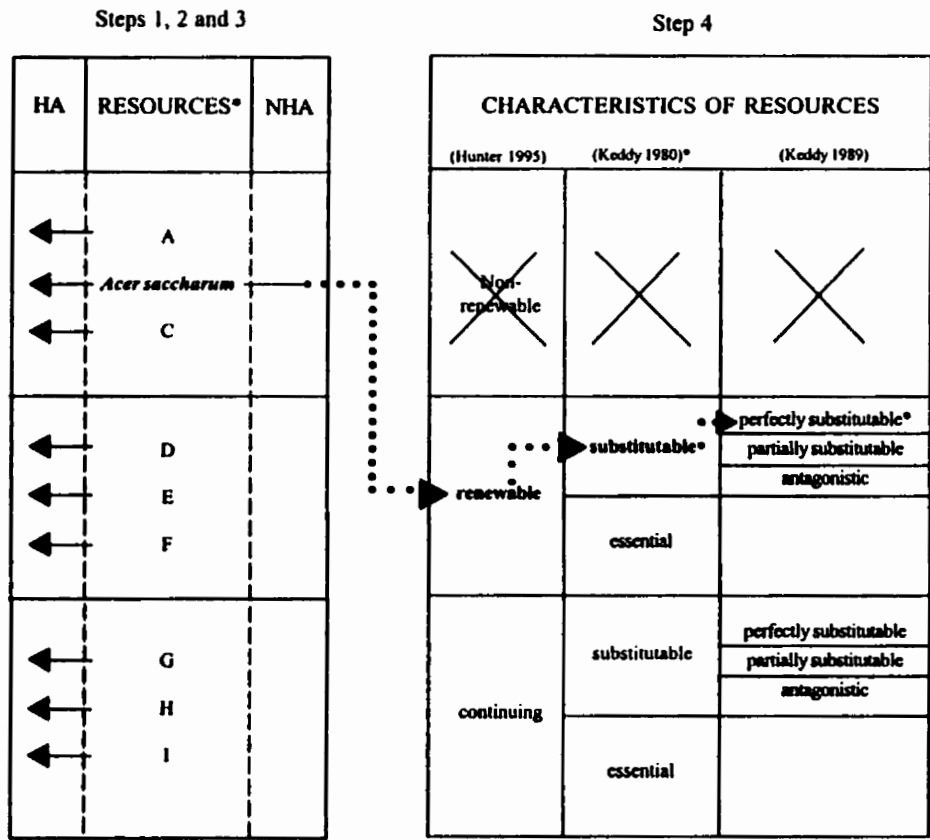 Steps 1, 2 and 3
HA RESOURCES* NHA
A
Acer saccharum
C
D
E
F
G
H
I
Step 4
CHARACTERISTICS OF RESOURCES
(Hunter 1995) (Keddy 1980)* (Keddy 1989)
Non-
renewable
renewable
substitutable*
perfectly substitutable*
partially substitutable
antagonistic
essential
continuing
substitutable
perfectly substitutable
partially substitutable
antagonistic
essential